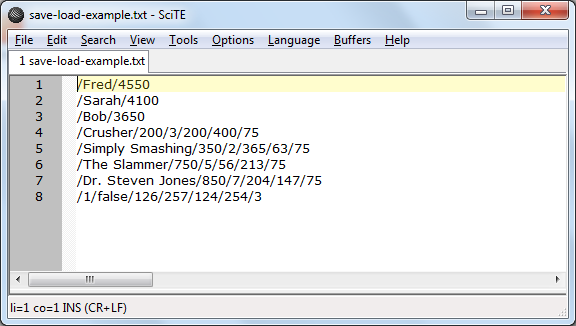 save-load-example.txt - SciTE
File Edit Search View Tools Options Language Buffers Help
1 save-load-example.txt
1 /Fred/4550
2 /Sarah/4100
3 /Bob/3650
4 /Crusher/200/3/200/400/75
5 /Simply Smashing/350/2/365/63/75
6 /The Slammer/750/5/56/213/75
7 /Dr. Steven Jones/850/7/204/147/75
8 /1/false/126/257/124/254/3
li=1 co=1 INS (CR+LF)